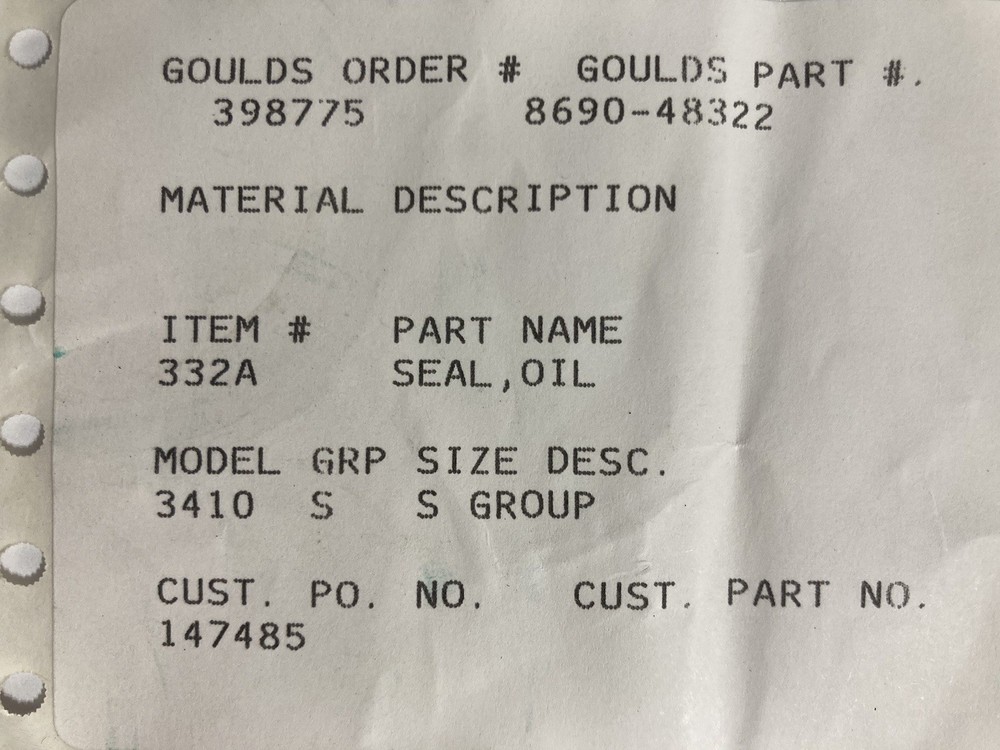 GOULDS ORDER # GOULDS PART #.
398775 8690-48322
MATERIAL DESCRIPTION
ITEM # PART NAME
332A SEAL,OIL
MODEL GRP SIZE DESC.
3410 S S GROUP
CUST. PO. NO. CUST. PART NO.
147485